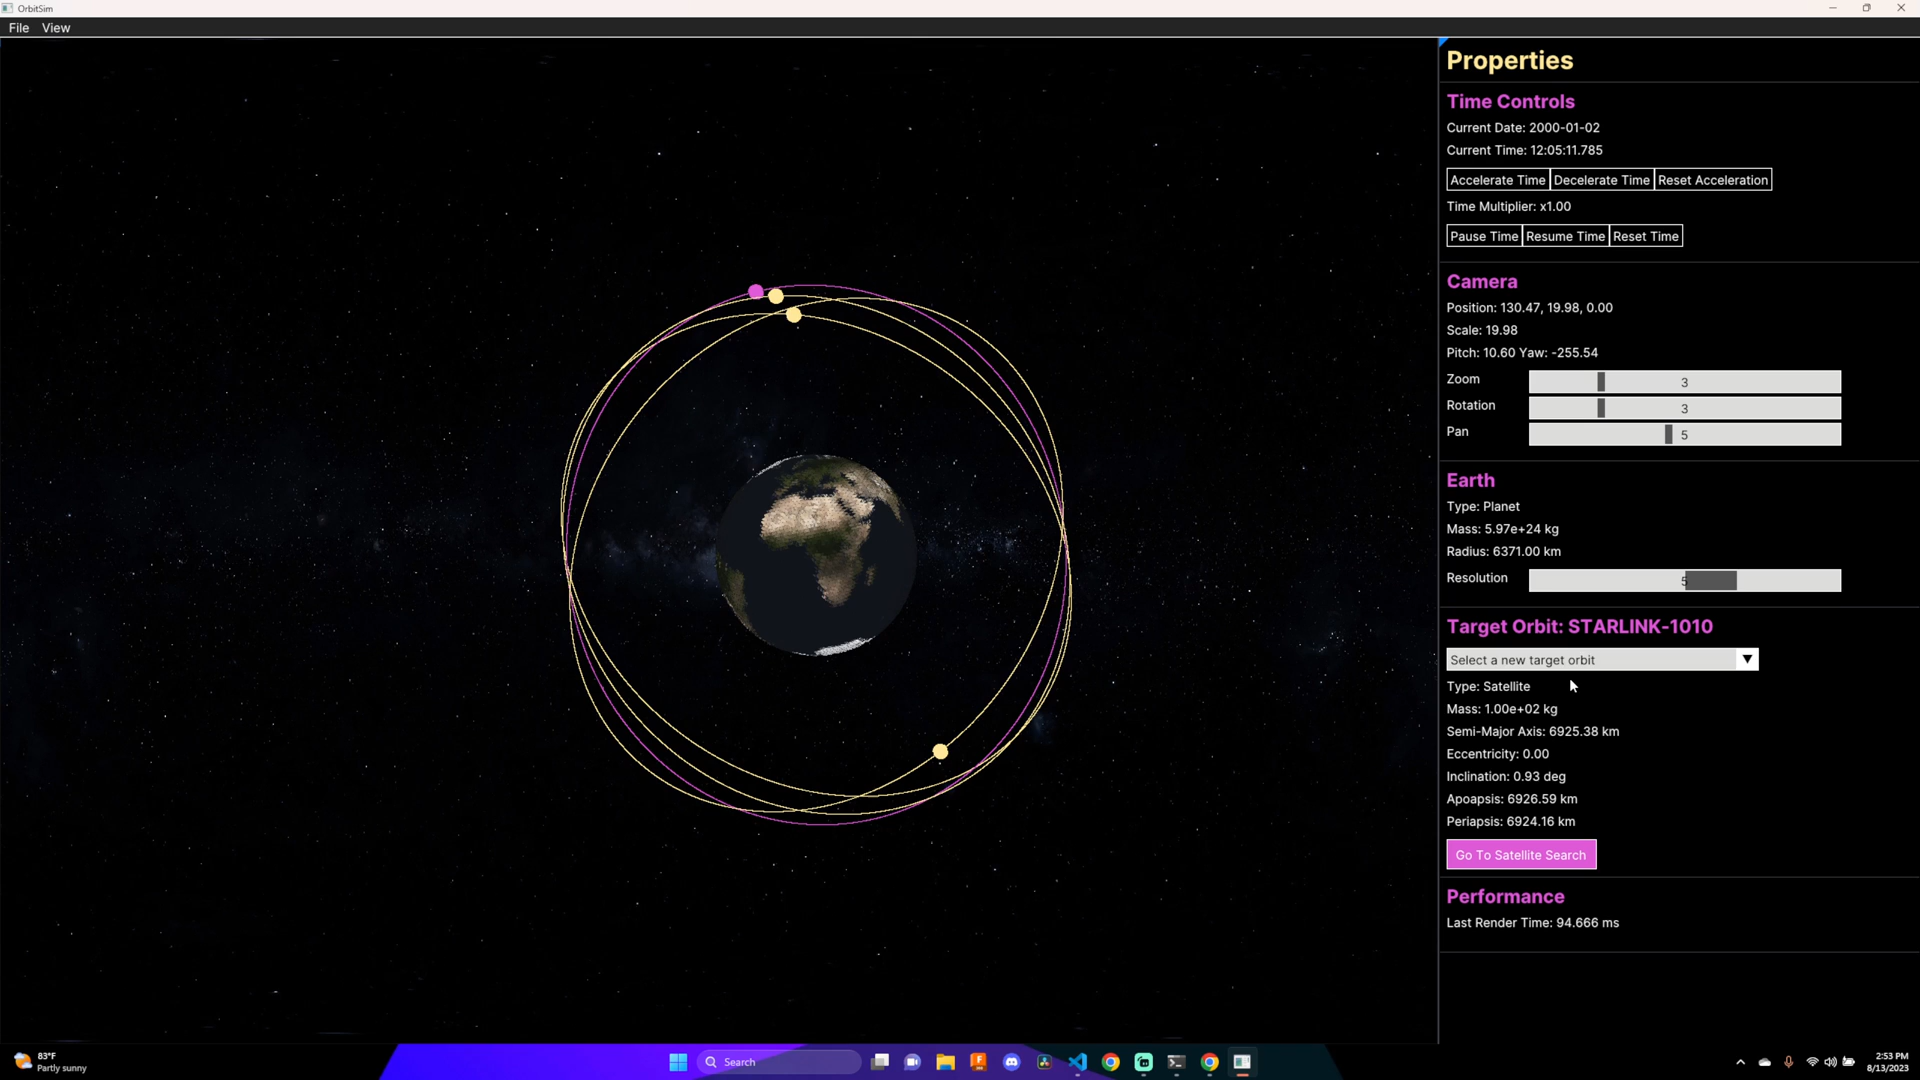 OrbitSim
File View
Properties
Time Controls
Current Date: 2000-01-02
Current Time: 12:05:11.785
Accelerate Time Decelerate Time Reset Acceleration
Time Multiplier: x1.00
Pause Time Resume Time Reset Time
Camera
Position: 130.47, 19.98, 0.00
Scale: 19.98
Pitch: 10.60 Yaw: -255.54
Zoom 3
Rotation 3
Pan 5
Earth
Type: Planet
Mass: 5.97e+24 kg
Radius: 6371.00 km
Resolution 5
Target Orbit: STARLINK-1010
Select a new target orbit
Type: Satellite
Mass: 1.00e+02 kg
Semi-Major Axis: 6925.38 km
Eccentricity: 0.00
Inclination: 0.93 deg
Apoapsis: 6926.59 km
Periapsis: 6924.16 km
Go To Satellite Search
Performance
Last Render Time: 94.666 ms
83°F
Partly sunny
Search
2:53 PM
8/13/2023